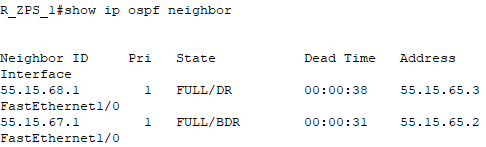 R_ZPS_1#show ip ospf neighbor
Neighbor ID     Pri   State           Dead Time   Address
Interface
55.15.68.1        1   FULL/DR         00:00:38    55.15.65.3
FastEthernet1/0
55.15.67.1        1   FULL/BDR        00:00:31    55.15.65.2
FastEthernet1/0